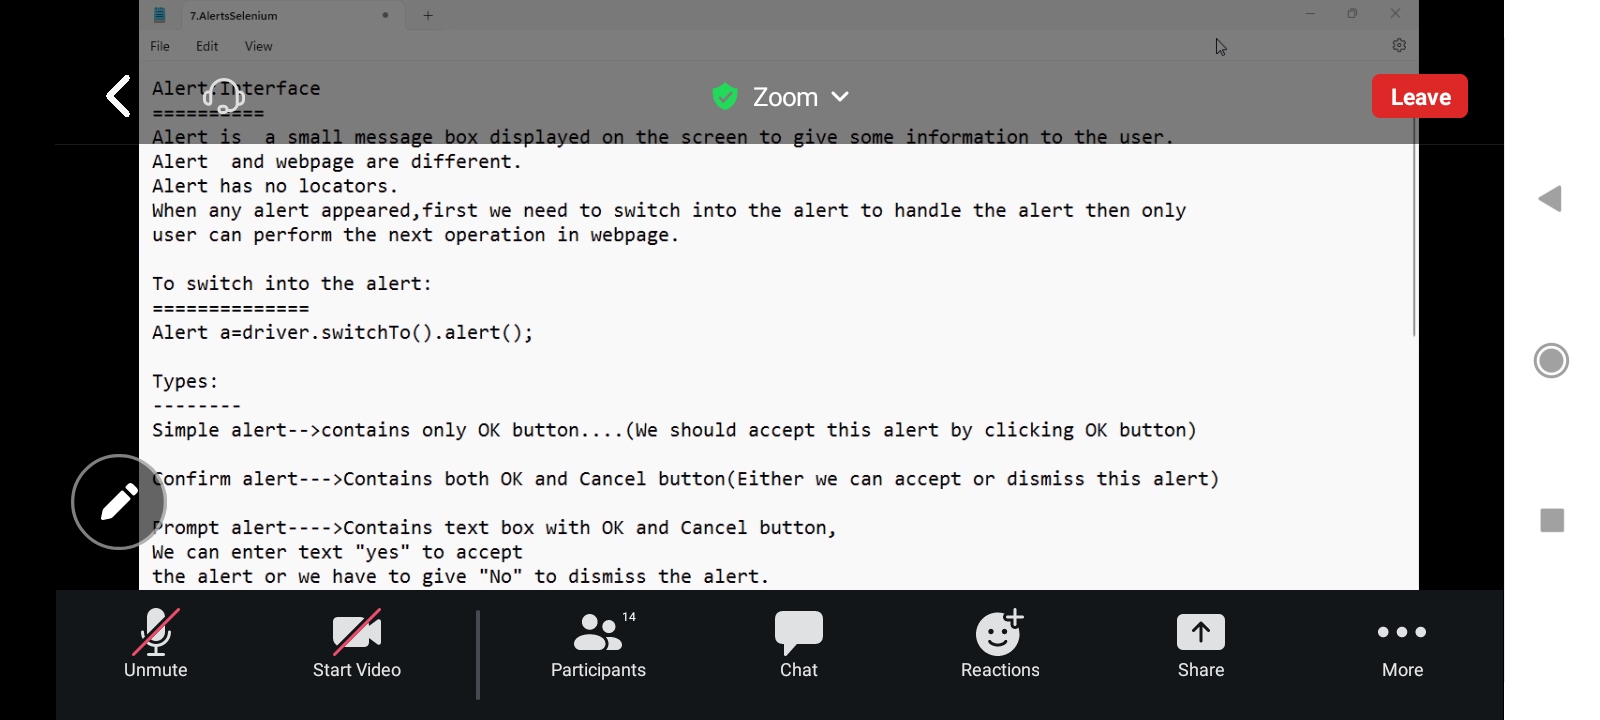 7.AlertsSelenium
File Edit View
Alert Interface
==========
Zoom
Leave
Alert is  a small message box displayed on the screen to give some information to the user.
Alert  and webpage are different.
Alert has no locators.
When any alert appeared,first we need to switch into the alert to handle the alert then only
user can perform the next operation in webpage.
To switch into the alert:
==============
Alert a=driver.switchTo().alert();
Types:
--------
Simple alert-->contains only OK button....(We should accept this alert by clicking OK button)
Confirm alert--->Contains both OK and Cancel button(Either we can accept or dismiss this alert)
Prompt alert---->Contains text box with OK and Cancel button,
We can enter text "yes" to accept
the alert or we have to give "No" to dismiss the alert.
14
Unmute Start Video Participants Chat Reactions Share More